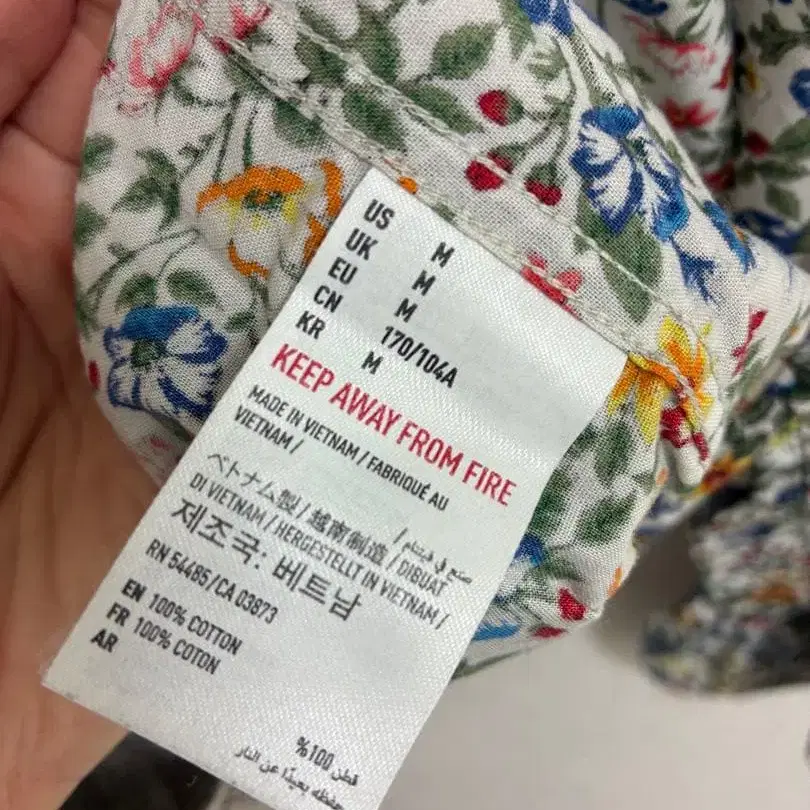 US M
UK M
EU M
CN 170/104A
KR M
KEEP AWAY FROM FIRE
MADE IN VIETNAM / FABRIQUÉ AU
VIETNAM /
صنع في فيتنام /
ベトナム製 / 越南制造 / DIBUAT
DI VIETNAM / HERGESTELLT IN VIETNAM /
제조국: 베트남
RN 54485 / CA 03873
EN 100% COTTON
FR 100% COTON
AR
%100 قطن
حفظه بعيدًا عن النار